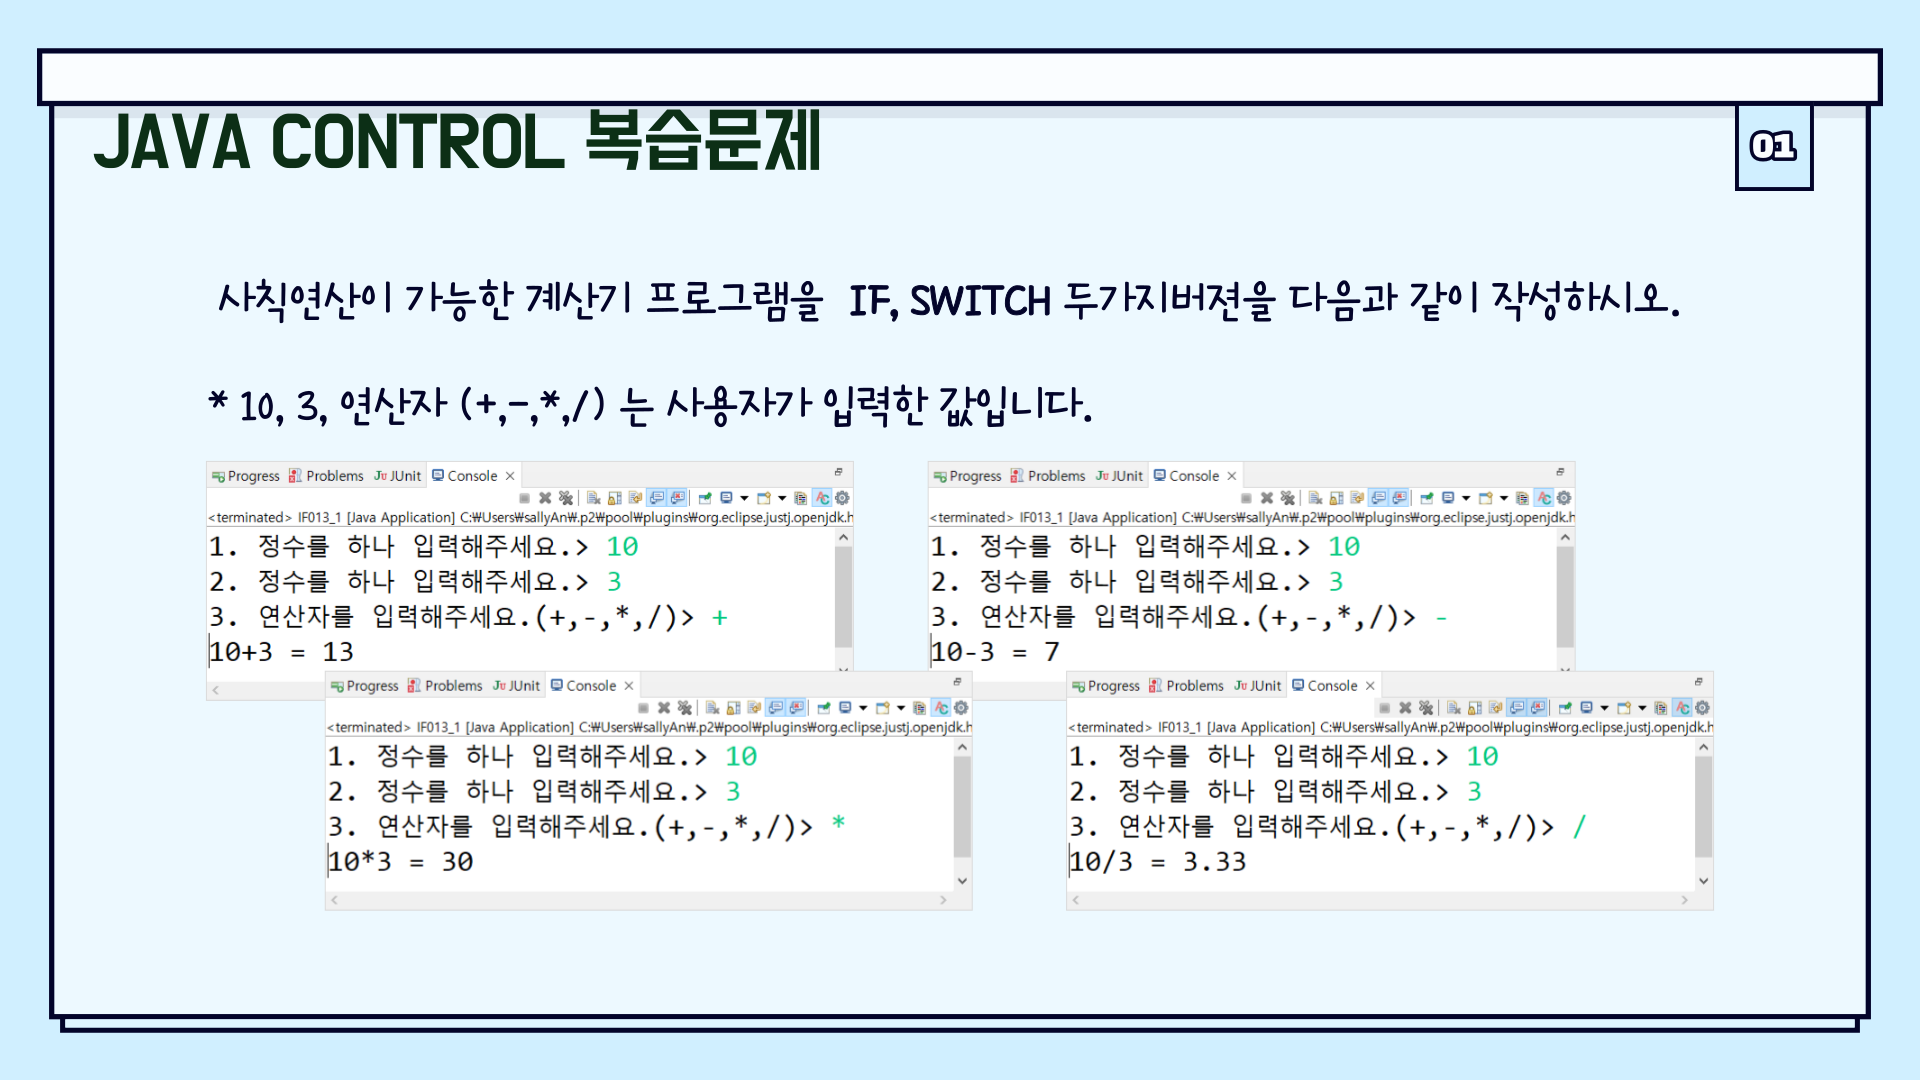 JAVA CONTROL 복습문제
01
사칙연산이 가능한 계산기 프로그램을 IF, SWITCH 두가지버젼을 다음과 같이 작성하시오.
* 10, 3, 연산자 (+,-,*,/) 는 사용자가 입력한 값입니다.
Progress Problems JUnit Console
<terminated> IF013_1 [Java Application] C:₩Users₩sallyAn₩.p2₩pool₩plugins₩org.eclipse.justj.openjdk.h
1. 정수를 하나 입력해주세요.> 10
2. 정수를 하나 입력해주세요.> 3
3. 연산자를 입력해주세요.(+,-,*,/)> +
10+3 = 13
Progress Problems JUnit Console
<terminated> IF013_1 [Java Application] C:₩Users₩sallyAn₩.p2₩pool₩plugins₩org.eclipse.justj.openjdk.h
1. 정수를 하나 입력해주세요.> 10
2. 정수를 하나 입력해주세요.> 3
3. 연산자를 입력해주세요.(+,-,*,/)> -
10-3 = 7
Progress Problems JUnit Console
<terminated> IF013_1 [Java Application] C:₩Users₩sallyAn₩.p2₩pool₩plugins₩org.eclipse.justj.openjdk.h
1. 정수를 하나 입력해주세요.> 10
2. 정수를 하나 입력해주세요.> 3
3. 연산자를 입력해주세요.(+,-,*,/)> *
10*3 = 30
Progress Problems JUnit Console
<terminated> IF013_1 [Java Application] C:₩Users₩sallyAn₩.p2₩pool₩plugins₩org.eclipse.justj.openjdk.h
1. 정수를 하나 입력해주세요.> 10
2. 정수를 하나 입력해주세요.> 3
3. 연산자를 입력해주세요.(+,-,*,/)> /
10/3 = 3.33